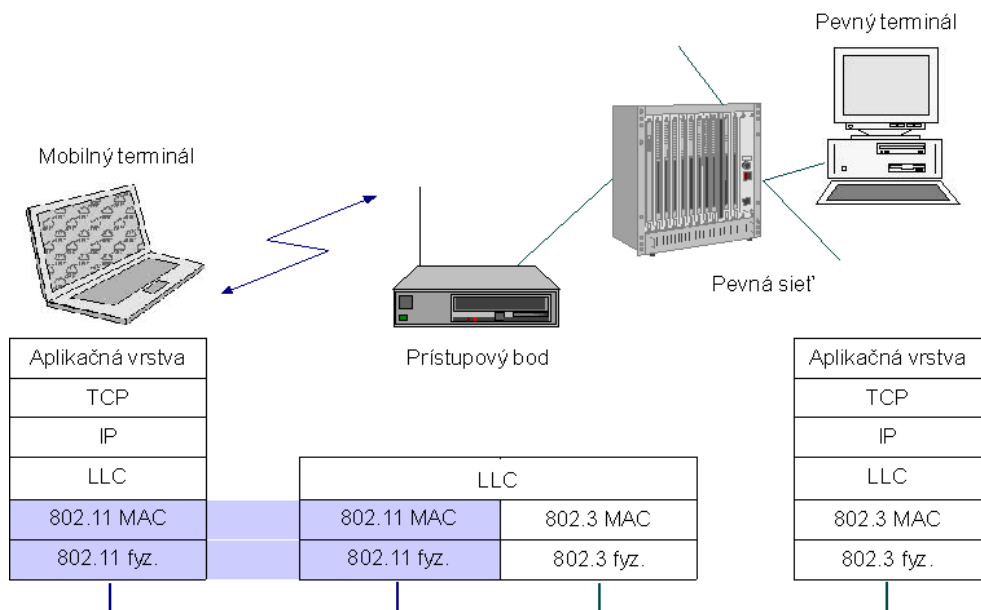 Pevný terminál
Mobilný terminál
Pevná sieť
Prístupový bod
Aplikačná vrstva
TCP
IP
LLC
802.11 MAC
802.11 fyz.
LLC
802.11 MAC
802.3 MAC
802.11 fyz.
802.3 fyz.
Aplikačná vrstva
TCP
IP
LLC
802.3 MAC
802.3 fyz.